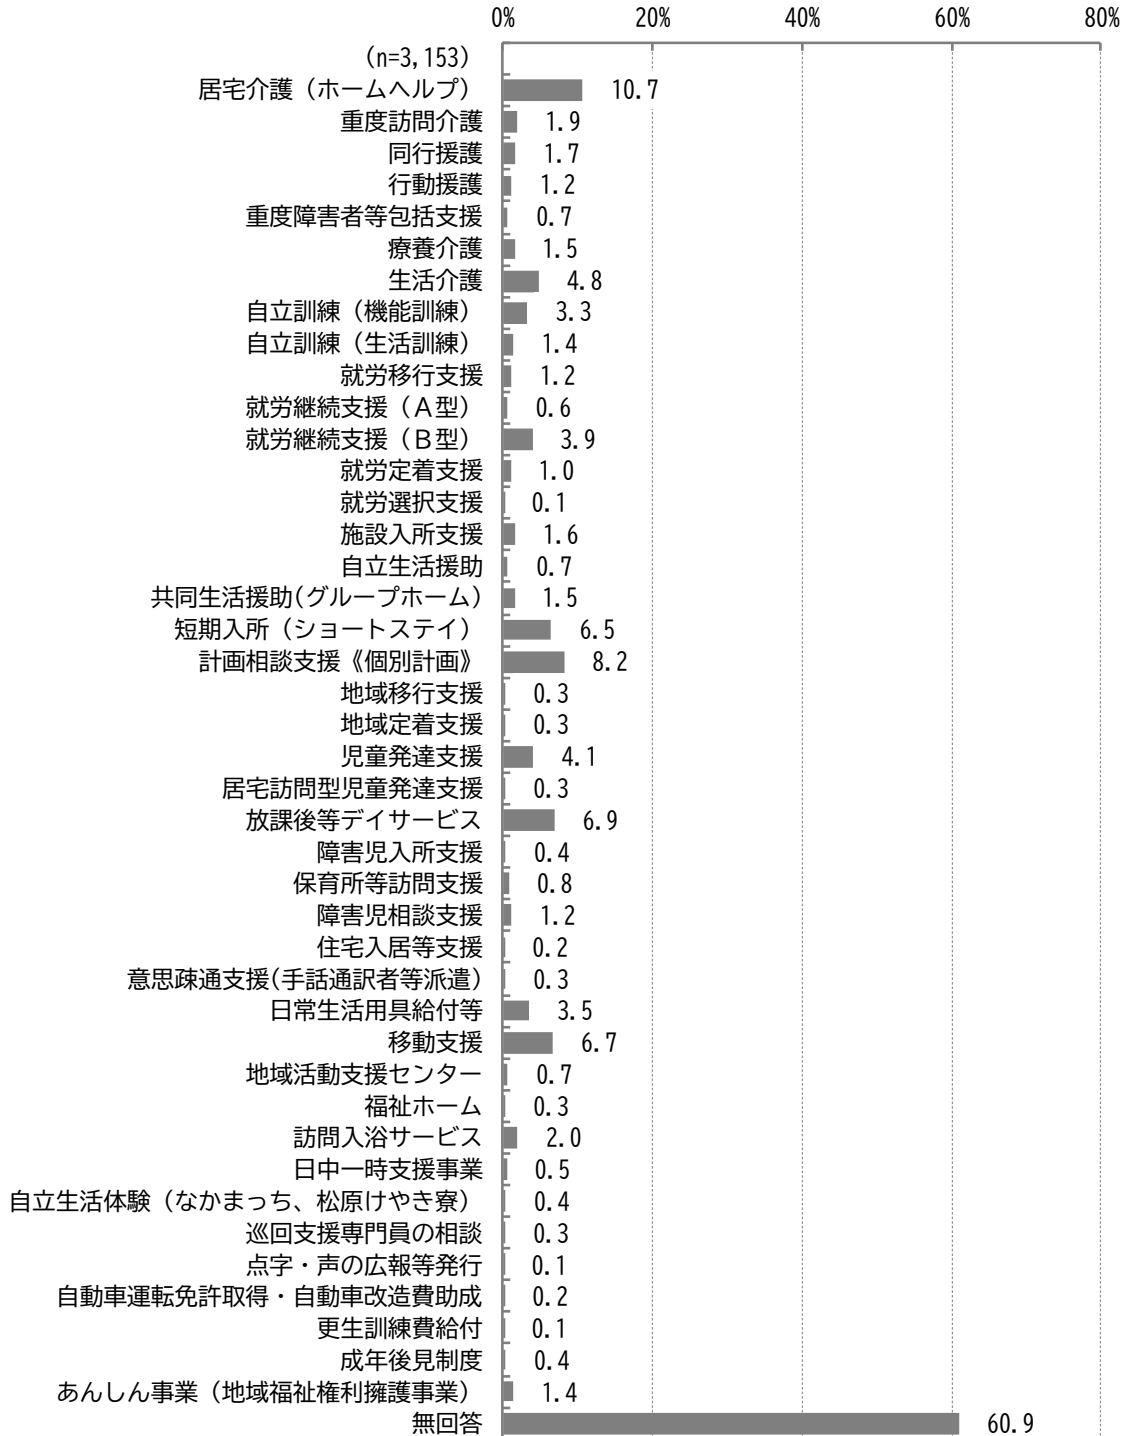 0% 20% 40% 60% 80%
(n=3,153)
居宅介護（ホームヘルプ） 10.7
重度訪問介護 1.9
同行援護 1.7
行動援護 1.2
重度障害者等包括支援 0.7
療養介護 1.5
生活介護 4.8
自立訓練（機能訓練） 3.3
自立訓練（生活訓練） 1.4
就労移行支援 1.2
就労継続支援（Ａ型） 0.6
就労継続支援（Ｂ型） 3.9
就労定着支援 1.0
就労選択支援 0.1
施設入所支援 1.6
自立生活援助 0.7
共同生活援助(グループホーム) 1.5
短期入所（ショートステイ） 6.5
計画相談支援《個別計画》 8.2
地域移行支援 0.3
地域定着支援 0.3
児童発達支援 4.1
居宅訪問型児童発達支援 0.3
放課後等デイサービス 6.9
障害児入所支援 0.4
保育所等訪問支援 0.8
障害児相談支援 1.2
住宅入居等支援 0.2
意思疎通支援(手話通訳者等派遣) 0.3
日常生活用具給付等 3.5
移動支援 6.7
地域活動支援センター 0.7
福祉ホーム 0.3
訪問入浴サービス 2.0
日中一時支援事業 0.5
自立生活体験（なかまっち、松原けやき寮） 0.4
巡回支援専門員の相談 0.3
点字・声の広報等発行 0.1
自動車運転免許取得・自動車改造費助成 0.2
更生訓練費給付 0.1
成年後見制度 0.4
あんしん事業（地域福祉権利擁護事業） 1.4
無回答 60.9